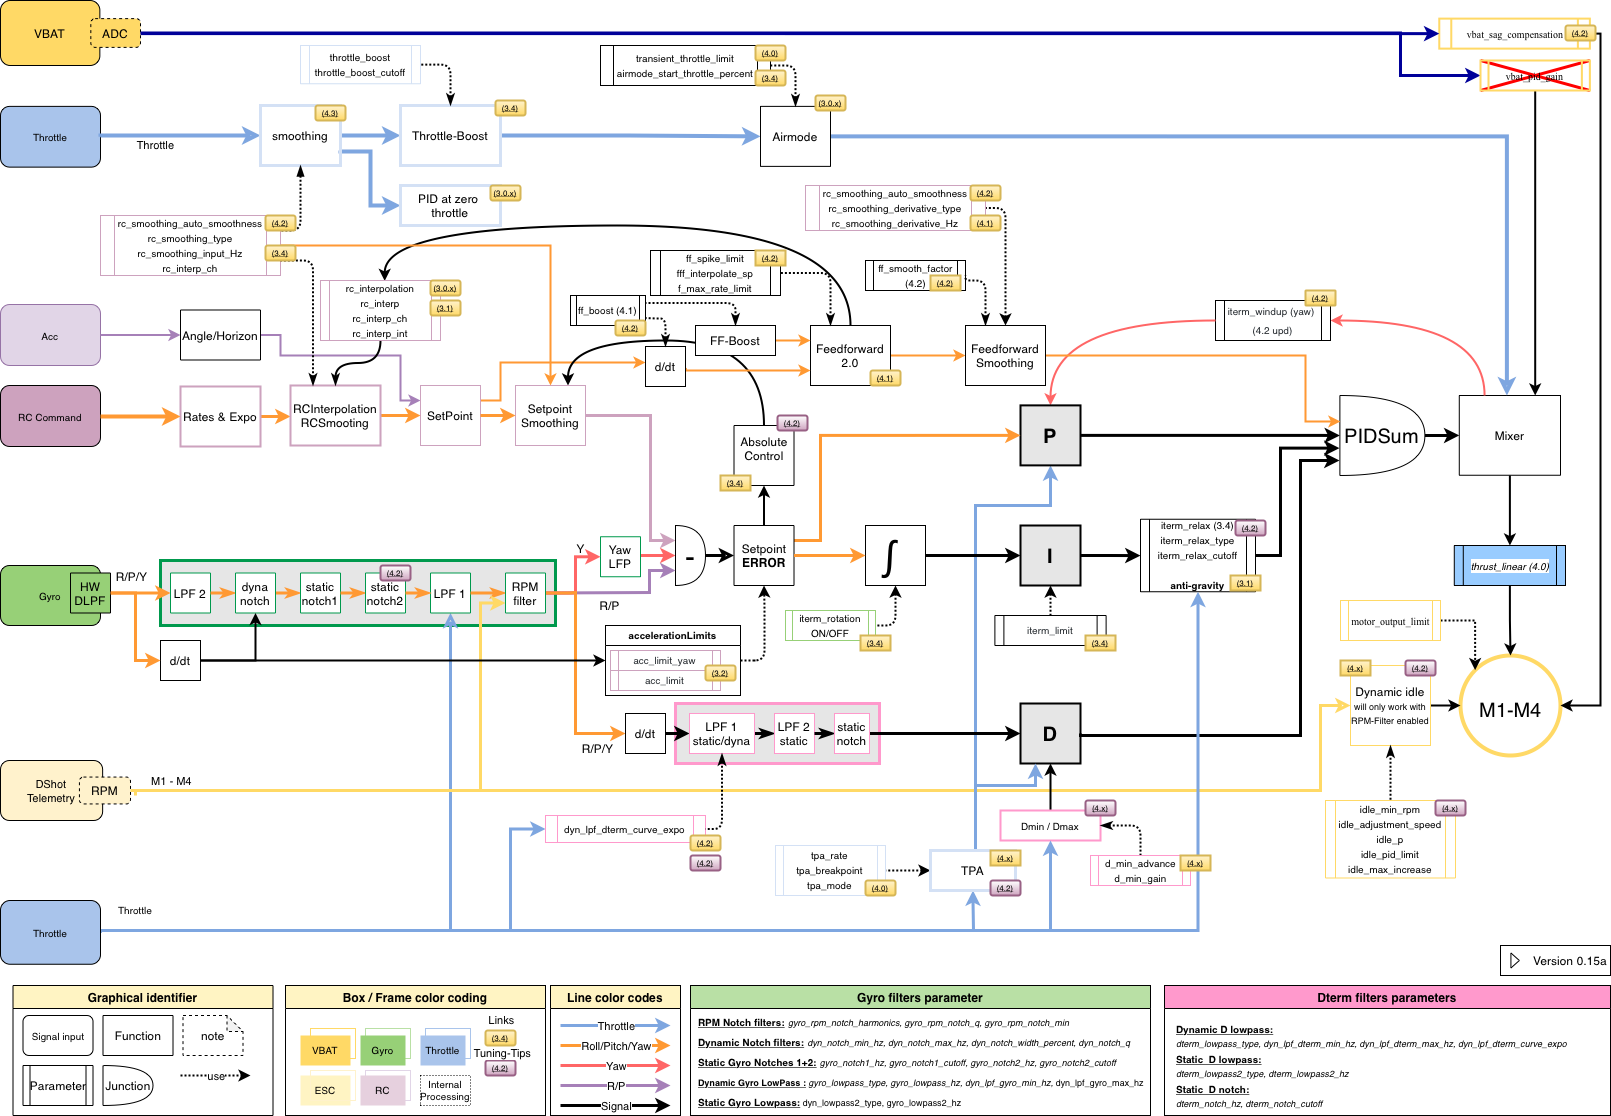 VBAT
ADC
vbat_sag_compensation
(4.2)
vbat_pid_gain
throttle_boost
throttle_boost_cutoff
transient_throttle_limit
(4.0)
airmode_start_throttle_percent
(3.4)
Throttle
Throttle
smoothing
(4.3)
Throttle-Boost
(3.4)
Airmode
(3.0.x)
PID at zero
throttle
(3.0.x)
rc_smoothing_auto_smoothness
(4.2)
rc_smoothing_derivative_type
rc_smoothing_derivative_Hz
(4.1)
rc_smoothing_auto_smoothness
(4.2)
rc_smoothing_type
rc_smoothing_input_Hz
(3.4)
rc_interp_ch
rc_interpolation
(3.0.x)
rc_interp
(3.1)
rc_interp_ch
rc_interp_int
ff_spike_limit
(4.2)
fff_interpolate_sp
f_max_rate_limit
ff_smooth_factor
(4.2)
(4.2)
ff_boost (4.1)
(4.2)
iterm_windup (yaw)
(4.2)
(4.2 upd)
Acc
Angle/Horizon
FF-Boost
d/dt
Feedforward
2.0
(4.1)
Feedforward
Smoothing
RC Command
Rates & Expo
RCInterpolation
RCSmooting
SetPoint
Setpoint
Smoothing
Absolute
Control
(4.2)
(3.4)
P
PIDSum
Mixer
Gyro
HW
DLPF
R/P/Y
LPF 2
dyna
notch
static
notch1
static
notch2
(4.2)
LPF 1
RPM
filter
Y
Yaw
LFP
R/P
-
Setpoint
ERROR
∫
I
iterm_relax (3.4)
(4.2)
iterm_relax_type
iterm_relax_cutoff
anti-gravity
(3.1)
thrust_linear (4.0)
d/dt
accelerationLimits
acc_limit_yaw
(3.2)
acc_limit
iterm_rotation
ON/OFF
(3.4)
iterm_limit
(3.4)
motor_output_limit
R/P/Y
d/dt
LPF 1
static/dyna
LPF 2
static
static
notch
D
(4.x)
(4.2)
Dynamic idle
will only work with
RPM-Filter enabled
M1-M4
DShot
Telemetry
RPM
M1 - M4
dyn_lpf_dterm_curve_expo
(4.2)
(4.2)
Dmin / Dmax
(4.x)
tpa_rate
tpa_breakpoint
tpa_mode
(4.0)
TPA
(4.x)
(4.2)
d_min_advance
(4.x)
d_min_gain
idle_min_rpm
(4.x)
idle_adjustment_speed
idle_p
idle_pid_limit
idle_max_increase
Throttle
Throttle
Version 0.15a
Graphical identifier
Signal input
Function
note
Parameter
Junction
use
Box / Frame color coding
VBAT
Gyro
Throttle
ESC
RC
Internal
Processing
Links
(3.4)
Tuning-Tips
(4.2)
Line color codes
Throttle
Roll/Pitch/Yaw
Yaw
R/P
Signal
Gyro filters parameter
RPM Notch filters: gyro_rpm_notch_harmonics, gyro_rpm_notch_q, gyro_rpm_notch_min
Dynamic Notch filters: dyn_notch_min_hz, dyn_notch_max_hz, dyn_notch_width_percent, dyn_notch_q
Static Gyro Notches 1+2: gyro_notch1_hz, gyro_notch1_cutoff, gyro_notch2_hz, gyro_notch2_cutoff
Dynamic Gyro LowPass : gyro_lowpass_type, gyro_lowpass_hz, dyn_lpf_gyro_min_hz, dyn_lpf_gyro_max_hz
Static Gyro Lowpass: dyn_lowpass2_type, gyro_lowpass2_hz
Dterm filters parameters
Dynamic D lowpass:
dterm_lowpass_type, dyn_lpf_dterm_min_hz, dyn_lpf_dterm_max_hz, dyn_lpf_dterm_curve_expo
Static D lowpass:
dterm_lowpass2_type, dterm_lowpass2_hz
Static D notch:
dterm_notch_hz, dterm_notch_cutoff